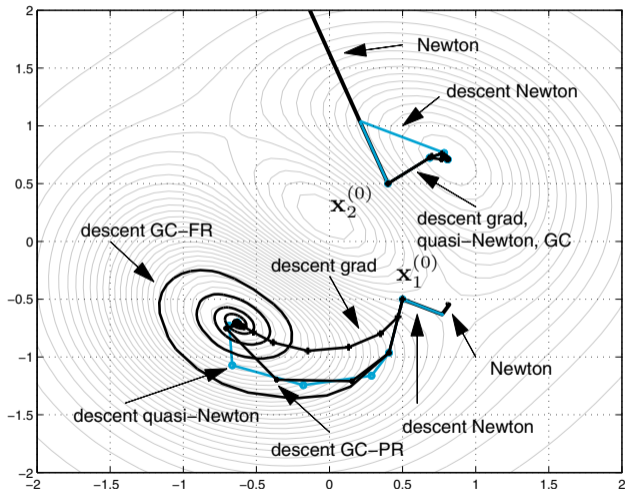 2
Newton
1.5
descent Newton
1
0.5
x₂⁽⁰⁾
descent grad,
quasi−Newton, GC
descent GC−FR
0
descent grad
x₁⁽⁰⁾
−0.5
−1
Newton
descent quasi−Newton
−1.5
descent Newton
descent GC−PR
−2
−2 −1.5 −1 −0.5 0 0.5 1 1.5 2